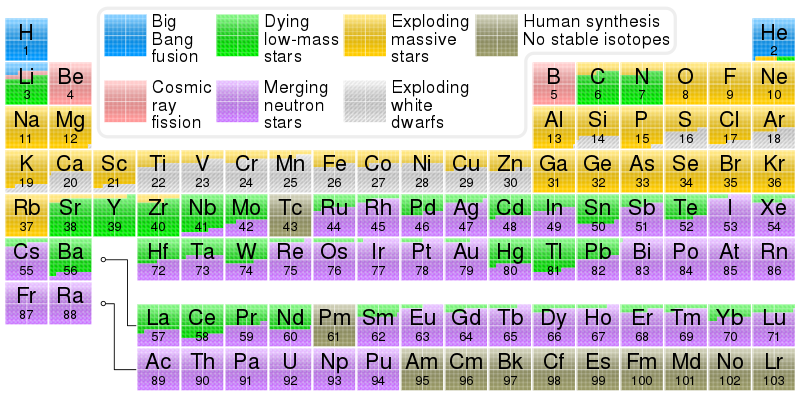 H
1
Big
Bang
fusion
Dying
low-mass
stars
Exploding
massive
stars
Human synthesis
No stable isotopes
He
2
Li
3
Be
4
Cosmic
ray
fission
Merging
neutron
stars
Exploding
white
dwarfs
B
5
C
6
N
7
O
8
F
9
Ne
10
Na
11
Mg
12
Al
13
Si
14
P
15
S
16
Cl
17
Ar
18
K
19
Ca
20
Sc
21
Ti
22
V
23
Cr
24
Mn
25
Fe
26
Co
27
Ni
28
Cu
29
Zn
30
Ga
31
Ge
32
As
33
Se
34
Br
35
Kr
36
Rb
37
Sr
38
Y
39
Zr
40
Nb
41
Mo
42
Tc
43
Ru
44
Rh
45
Pd
46
Ag
47
Cd
48
In
49
Sn
50
Sb
51
Te
52
I
53
Xe
54
Cs
55
Ba
56
Hf
72
Ta
73
W
74
Re
75
Os
76
Ir
77
Pt
78
Au
79
Hg
80
Tl
81
Pb
82
Bi
83
Po
84
At
85
Rn
86
Fr
87
Ra
88
La
57
Ce
58
Pr
59
Nd
60
Pm
61
Sm
62
Eu
63
Gd
64
Tb
65
Dy
66
Ho
67
Er
68
Tm
69
Yb
70
Lu
71
Ac
89
Th
90
Pa
91
U
92
Np
93
Pu
94
Am
95
Cm
96
Bk
97
Cf
98
Es
99
Fm
100
Md
101
No
102
Lr
103